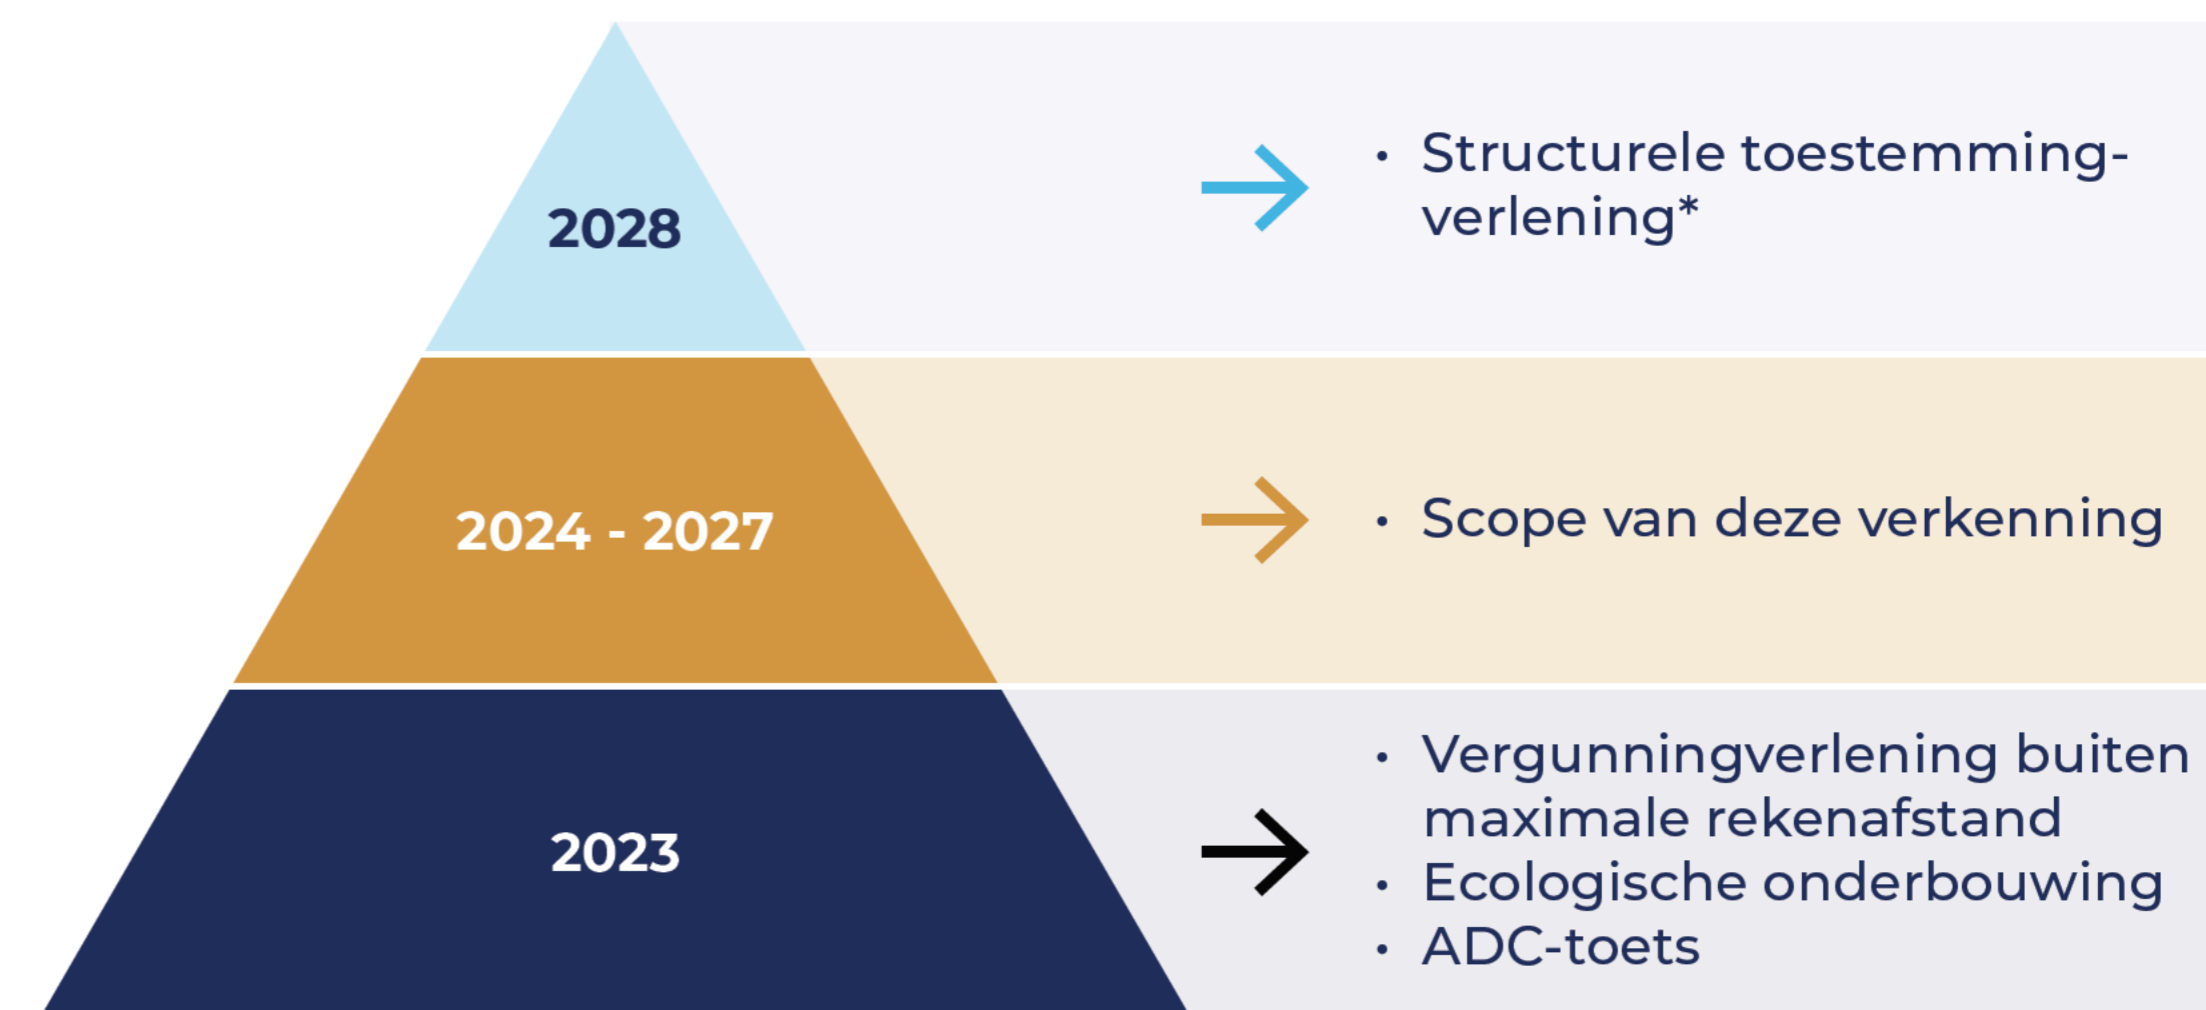 2028
• Structurele toestemming-
verlening*
2024 - 2027
• Scope van deze verkenning
2023
• Vergunningverlening buiten
maximale rekenafstand
• Ecologische onderbouwing
• ADC-toets